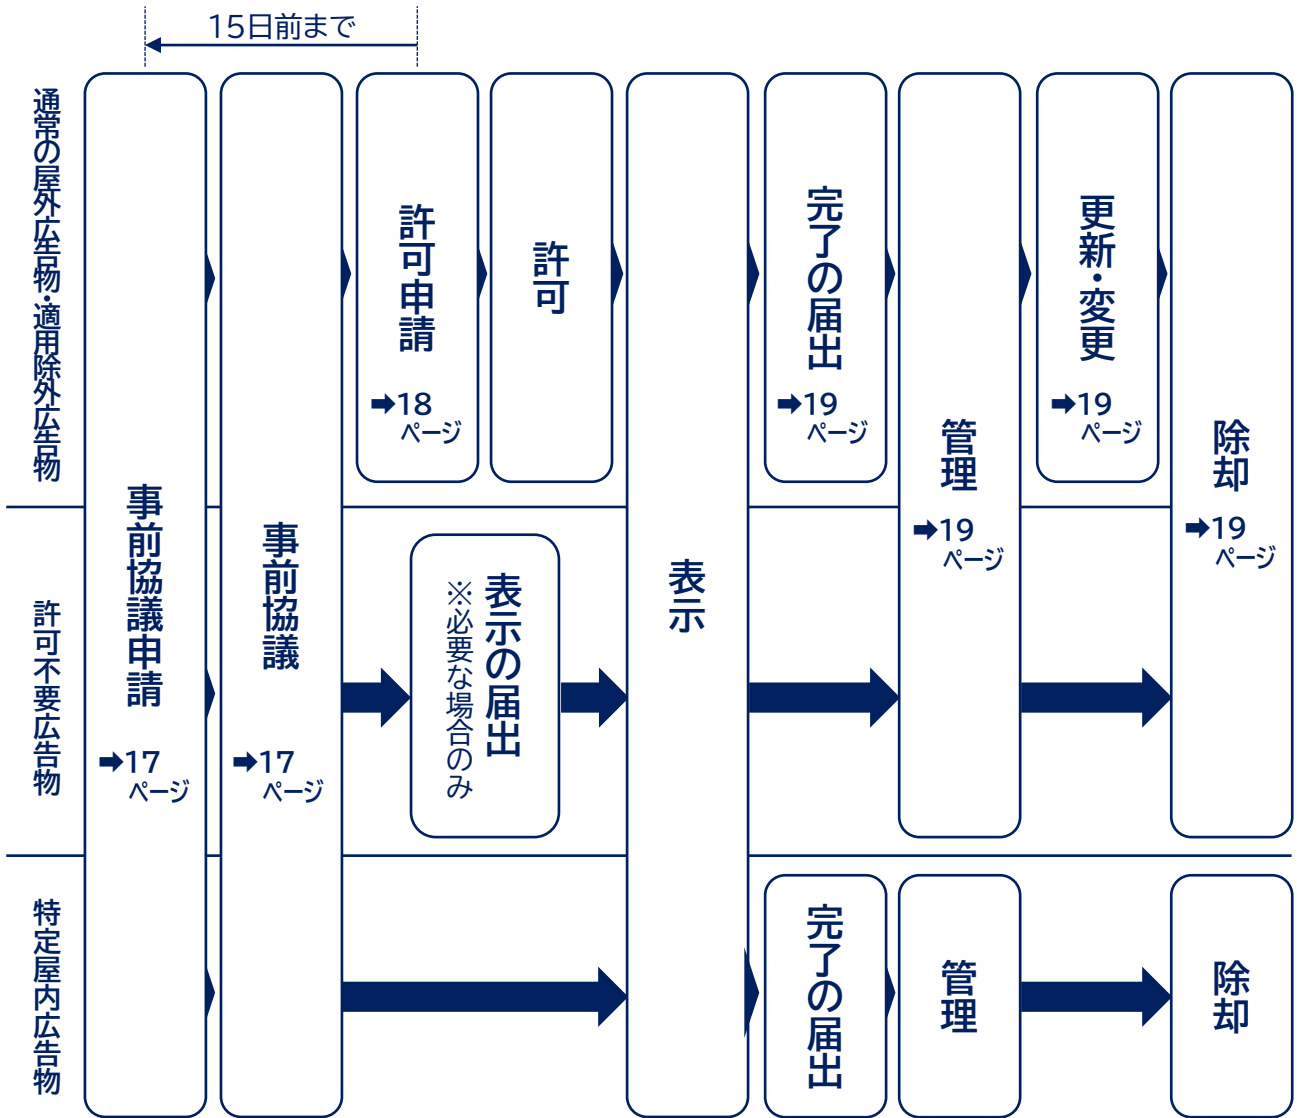 15日前まで
通常の屋外広告物・適用除外広告物
許可不要広告物
特定屋内広告物
事前協議申請
➡17
ページ
事前協議
➡17
ページ
許可申請
➡18
ページ
許可
表示の届出
※必要な場合のみ
表示
完了の届出
➡19
ページ
管理
➡19
ページ
更新・変更
➡19
ページ
除却
➡19
ページ
完了の届出
管理
除却